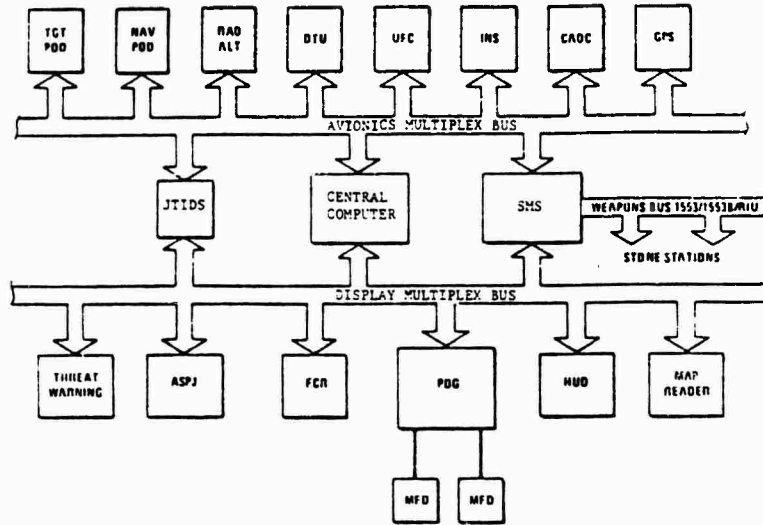 TGT
POD
NAV
POD
RAD
ALT
DTU
UFC
INS
CADC
GPS
AVIONICS MULTIPLEX BUS
JTIDS
CENTRAL
COMPUTER
SMS
WEAPONS BUS 1553/1553B/RIU
STORE STATIONS
DISPLAY MULTIPLEX BUS
THREAT
WARNING
ASPJ
FCR
PDG
HUD
MAP
READER
MFD
MFD